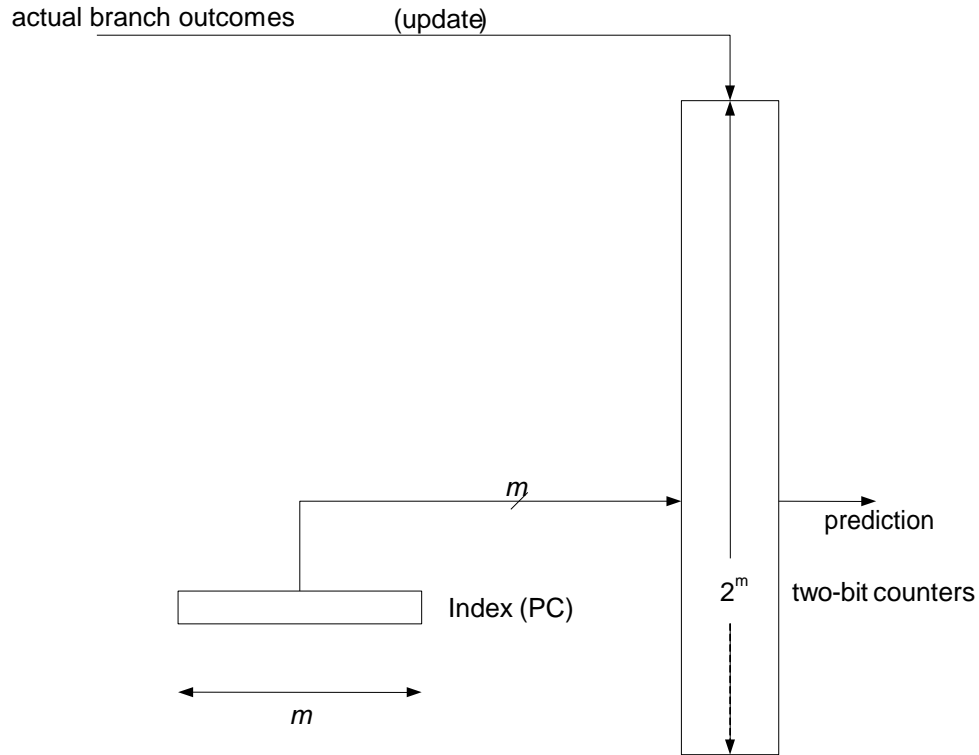 actual branch outcomes (update)
m
prediction
2^m two-bit counters
Index (PC)
m